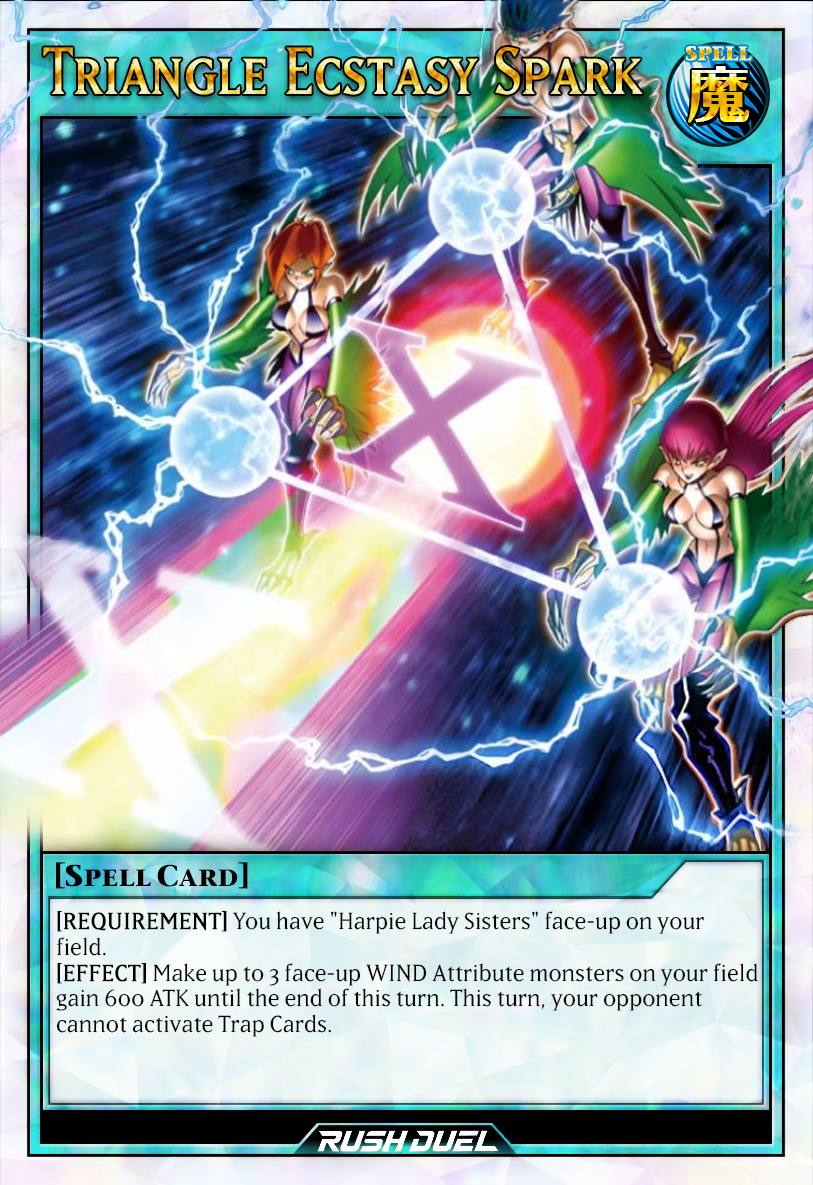 Triangle Ecstasy Spark
SPELL
魔
X
[Spell Card]
[REQUIREMENT] You have "Harpie Lady Sisters" face-up on your
field.
[EFFECT] Make up to 3 face-up WIND Attribute monsters on your field
gain 600 ATK until the end of this turn. This turn, your opponent
cannot activate Trap Cards.
RUSH DUEL